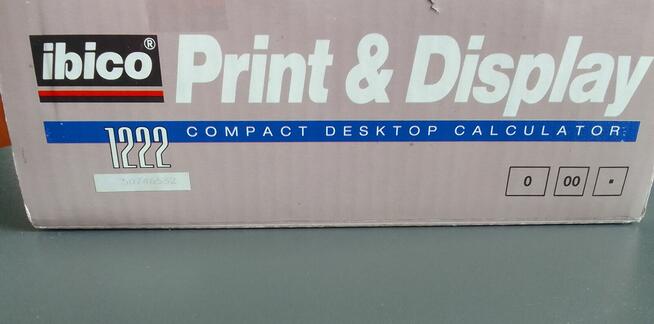 ibico® Print & Display
1222 COMPACT DESKTOP CALCULATOR
0 00 ▪